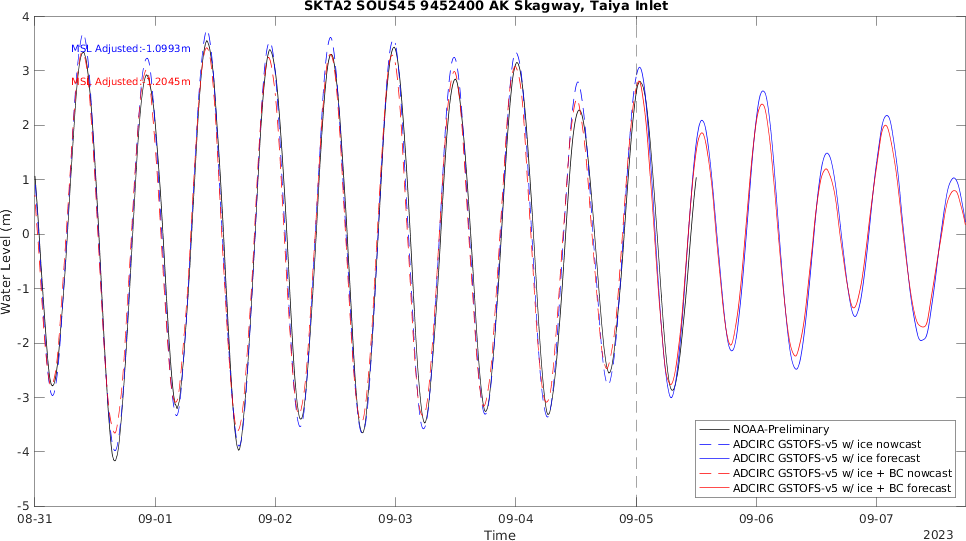 SKTA2 SOUS45 9452400 AK Skagway, Taiya Inlet
4
3
2
1
0
-1
-2
-3
-4
-5
Water Level (m)
MSL Adjusted:-1.0993m
MSL Adjusted:-1.2045m
NOAA-Preliminary
ADCIRC GSTOFS-v5 w/ ice nowcast
ADCIRC GSTOFS-v5 w/ ice forecast
ADCIRC GSTOFS-v5 w/ ice + BC nowcast
ADCIRC GSTOFS-v5 w/ ice + BC forecast
08-31 09-01 09-02 09-03 09-04 09-05 09-06 09-07
Time
2023